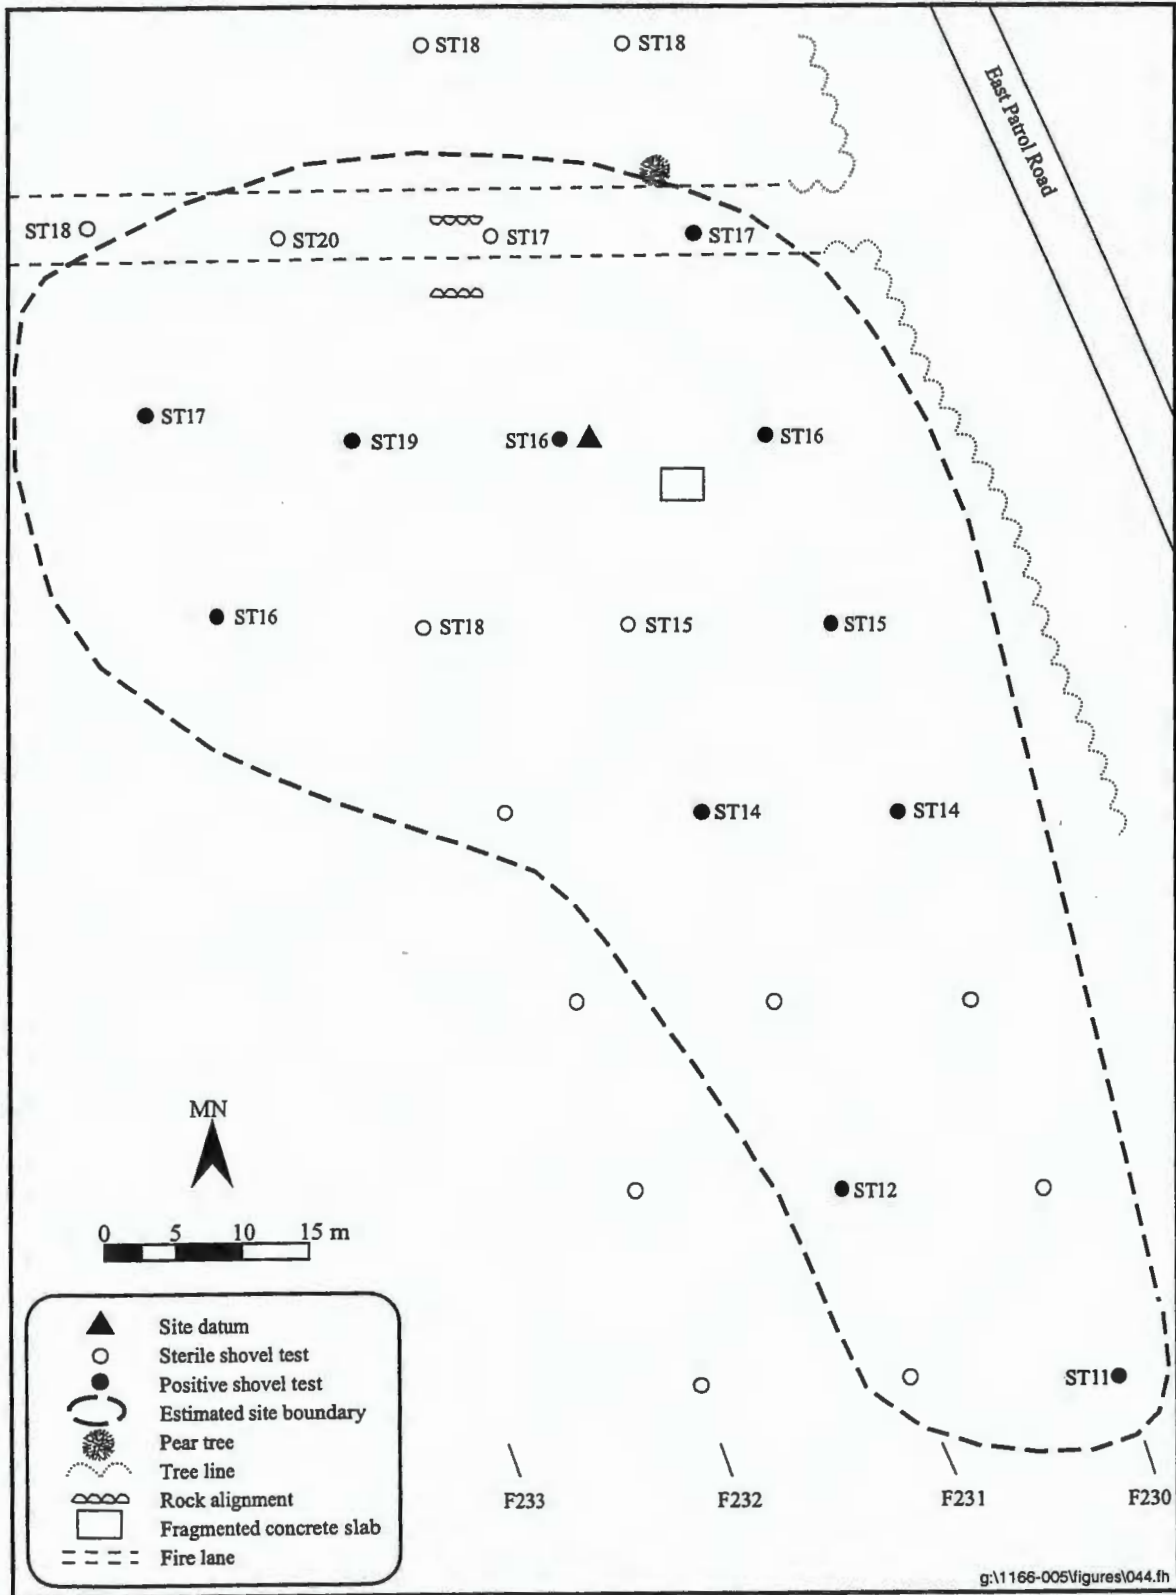 ST18 ST18
East Patrol Road
ST18 ST20 ST17 ST17
ST17 ST19 ST16 ST16
ST16 ST18 ST15 ST15
ST14 ST14
MN
ST12
0 5 10 15 m
ST11
Site datum
Sterile shovel test
Positive shovel test
Estimated site boundary
Pear tree
Tree line
Rock alignment
Fragmented concrete slab
Fire lane
F233 F232 F231 F230
g:\1166-005\figures\044.fh